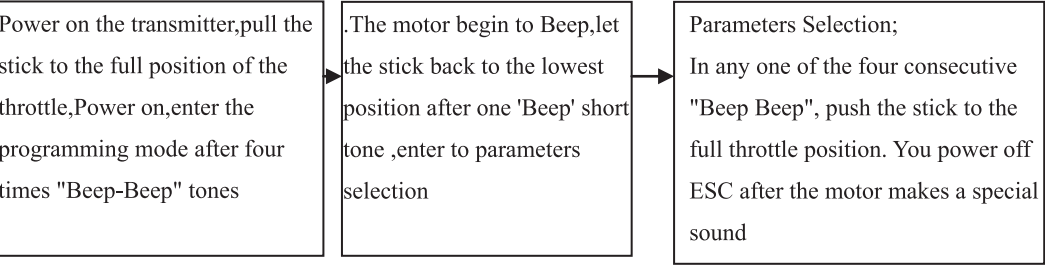 Power on the transmitter,pull the
stick to the full position of the
throttle,Power on,enter the
programming mode after four
times "Beep-Beep" tones
.The motor begin to Beep,let
the stick back to the lowest
position after one 'Beep' short
tone ,enter to parameters
selection
Parameters Selection;
In any one of the four consecutive
"Beep Beep", push the stick to the
full throttle position. You power off
ESC after the motor makes a special
sound